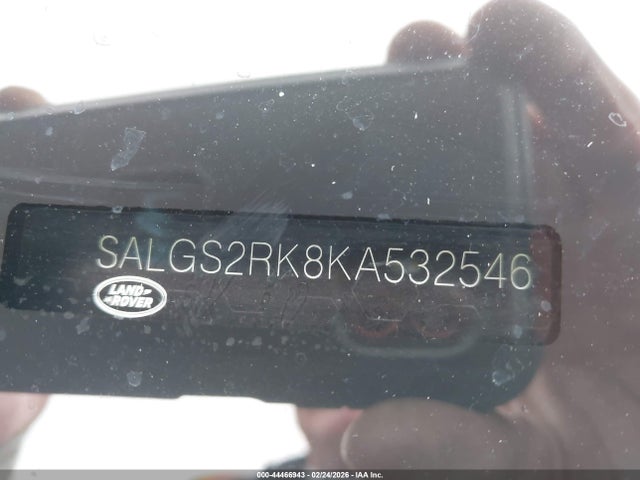 SALGS2RK8KA532546
LAND
ROVER
000-44466943 - 02/24/2026 - IAA Inc.